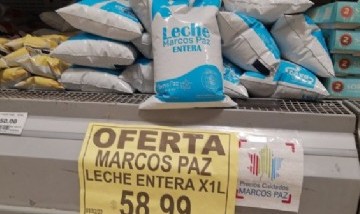 Leche
Marcos Paz
ENTERA
OFERTA
MARCOS PAZ
LECHE ENTERA X1L
58.99
Precios Cuidados
MARCOS PAZ